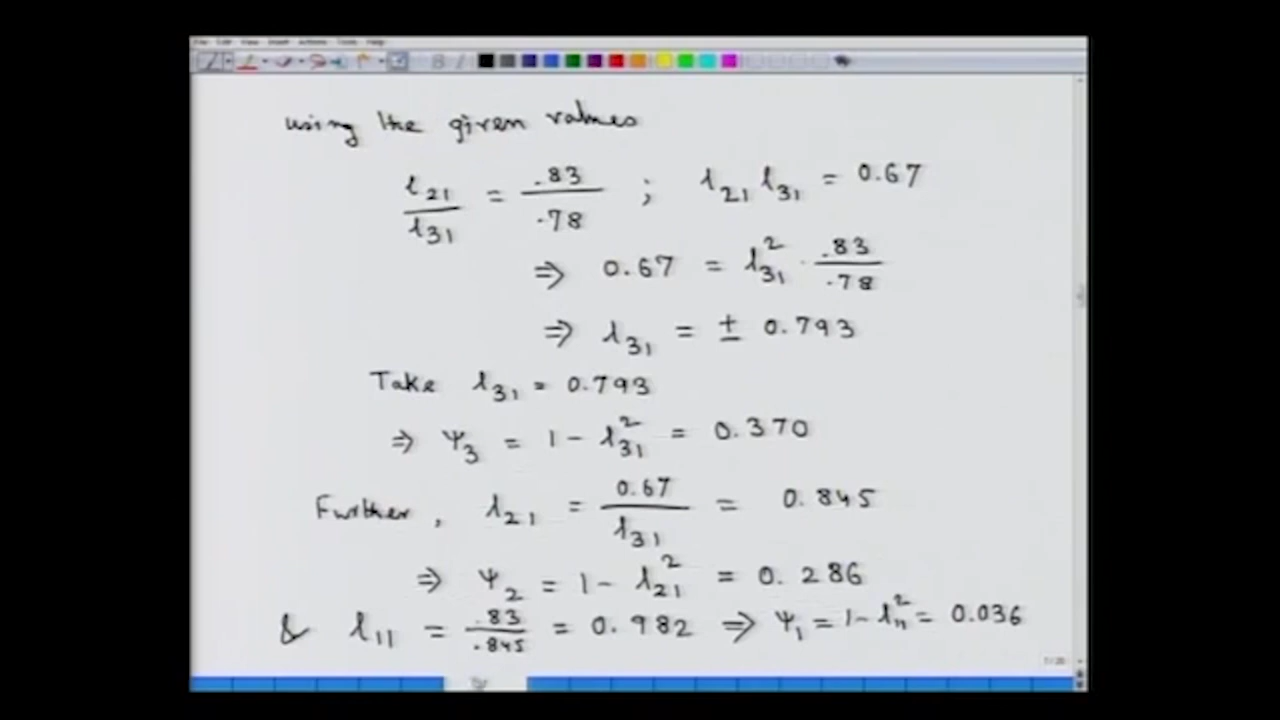 using the given values
l21/l31 = .83/.78 ; l21 l31 = 0.67
⇒ 0.67 = l31² · .83/.78
⇒ l31 = ± 0.793
Take l31 = 0.793
⇒ Ψ3 = 1 - l31² = 0.370
Further, l21 = 0.67/l31 = 0.845
⇒ Ψ2 = 1 - l21² = 0.286
& l11 = .83/.845 = 0.982 ⇒ Ψ1 = 1 - l11² = 0.036